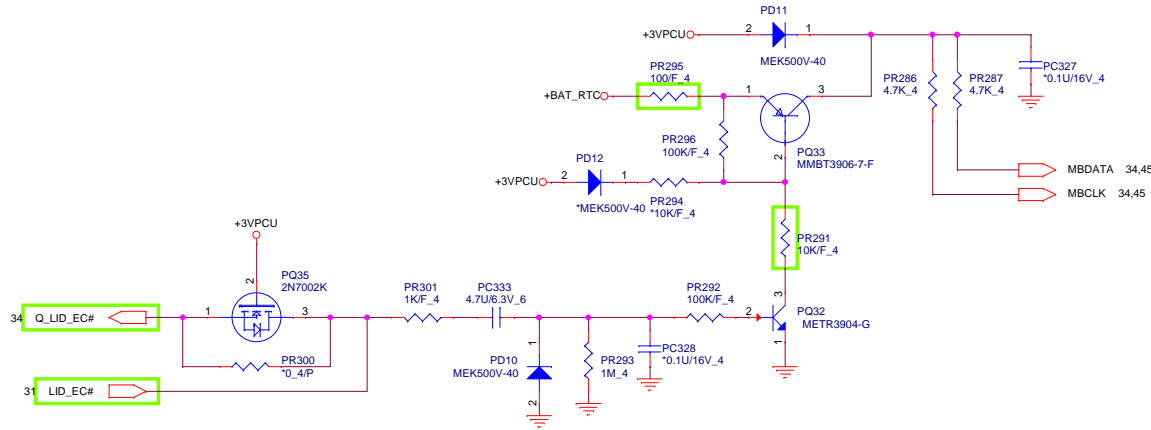 PD11
+3VPCU
2
1
MEK500V-40
PR295
100/F_4
+BAT_RTC
1
3
PR286
4.7K_4
PR287
4.7K_4
PC327
*0.1U/16V_4
PR296
100K/F_4
PQ33
MMBT3906-7-F
2
PD12
+3VPCU
2
1
PR294
*10K/F_4
*MEK500V-40
MBDATA 34,45
MBCLK 34,45
+3VPCU
PR291
10K/F_4
2
PQ35
2N7002K
PR301
1K/F_4
PC333
4.7U/6.3V_6
PR292
100K/F_4
3
34 Q_LID_EC#
1
3
2
PQ32
METR3904-G
1
PR300
*0_4/P
1
PD10
MEK500V-40
2
PR293
1M_4
PC328
*0.1U/16V_4
31 LID_EC#